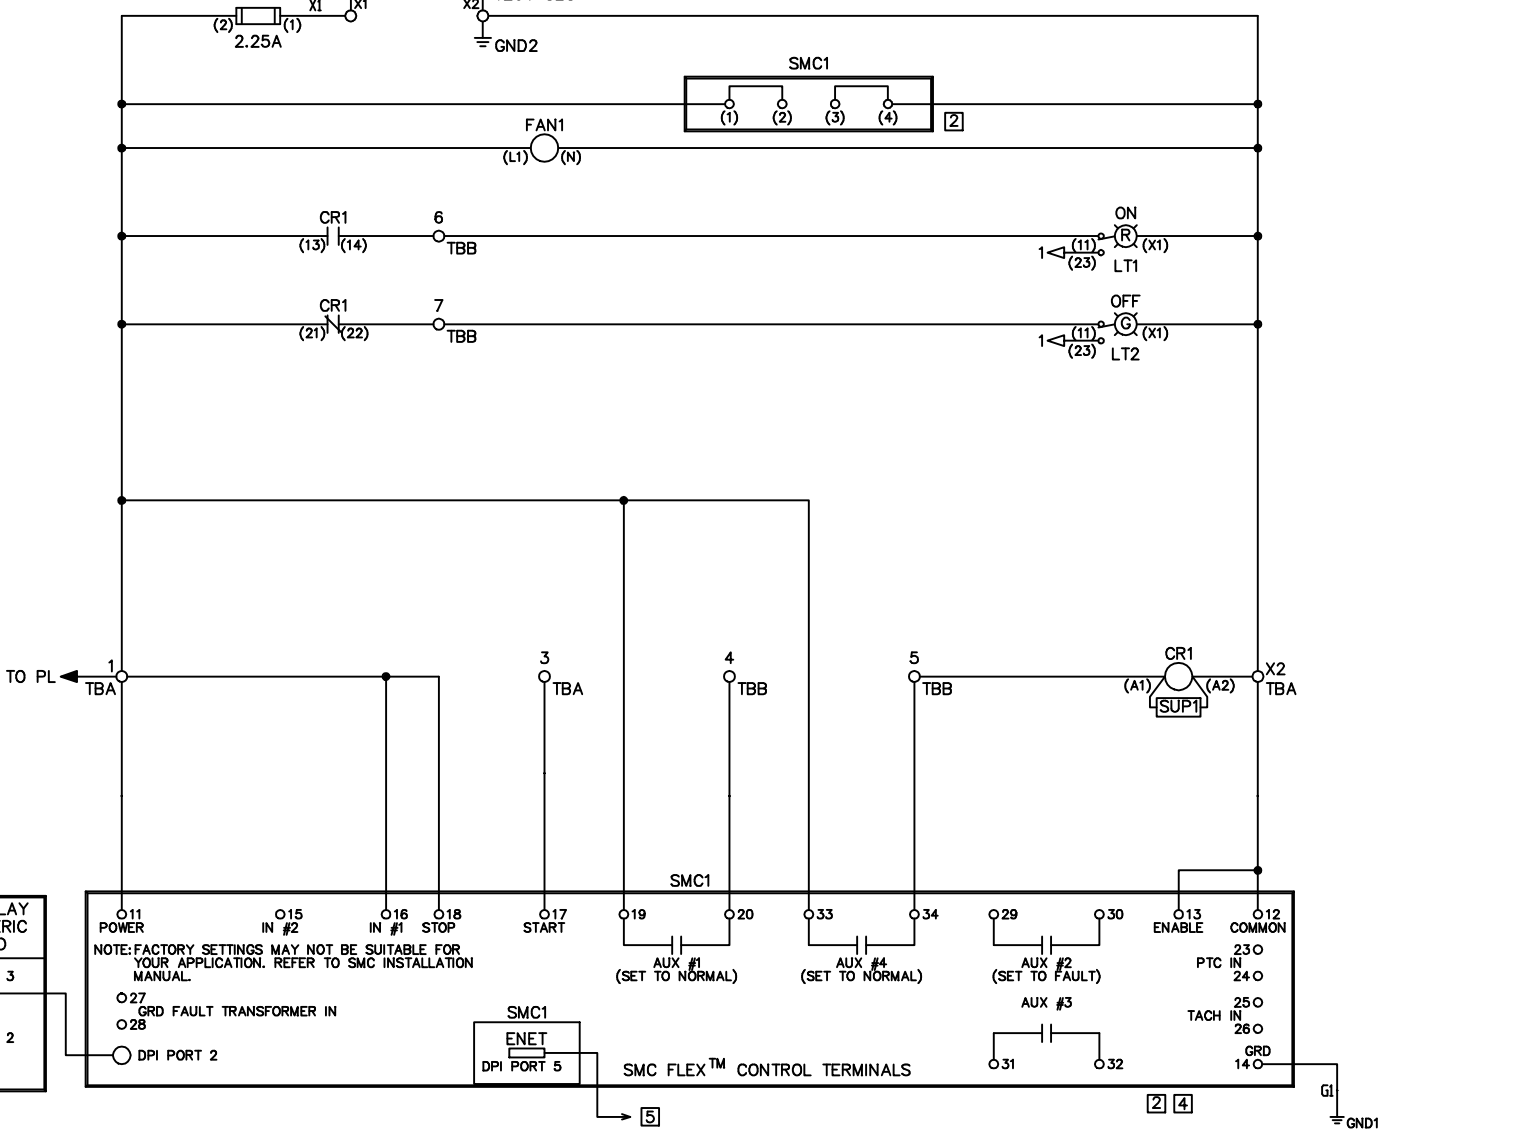 X1
X1
X2
(2)
(1)
2.25A
GND2
SMC1
(1)
(2)
(3)
(4)
2
FAN1
(L1)
(N)
CR1
6
ON
(13)
(14)
TBB
R
(11)
(X1)
1
(23)
LT1
CR1
7
OFF
(21)
(22)
TBB
G
(11)
(X1)
1
(23)
LT2
CR1
1
3
4
5
X2
TO PL
TBA
TBA
TBB
TBB
(A1)
(A2)
TBA
SUP1
SMC1
LAY
ERIC
3
2
11
15
16
18
17
19
20
33
34
29
30
13
12
POWER
IN #2
IN #1
STOP
START
ENABLE
COMMON
NOTE: FACTORY SETTINGS MAY NOT BE SUITABLE FOR
YOUR APPLICATION. REFER TO SMC INSTALLATION
MANUAL.
AUX #1
(SET TO NORMAL)
AUX #4
(SET TO NORMAL)
AUX #2
(SET TO FAULT)
23
PTC IN
24
27
GRD FAULT TRANSFORMER IN
28
AUX #3
25
TACH IN
26
SMC1
ENET
DPI PORT 2
DPI PORT 5
SMC FLEX™ CONTROL TERMINALS
31
32
GRD
14
G1
GND1
5
2
4